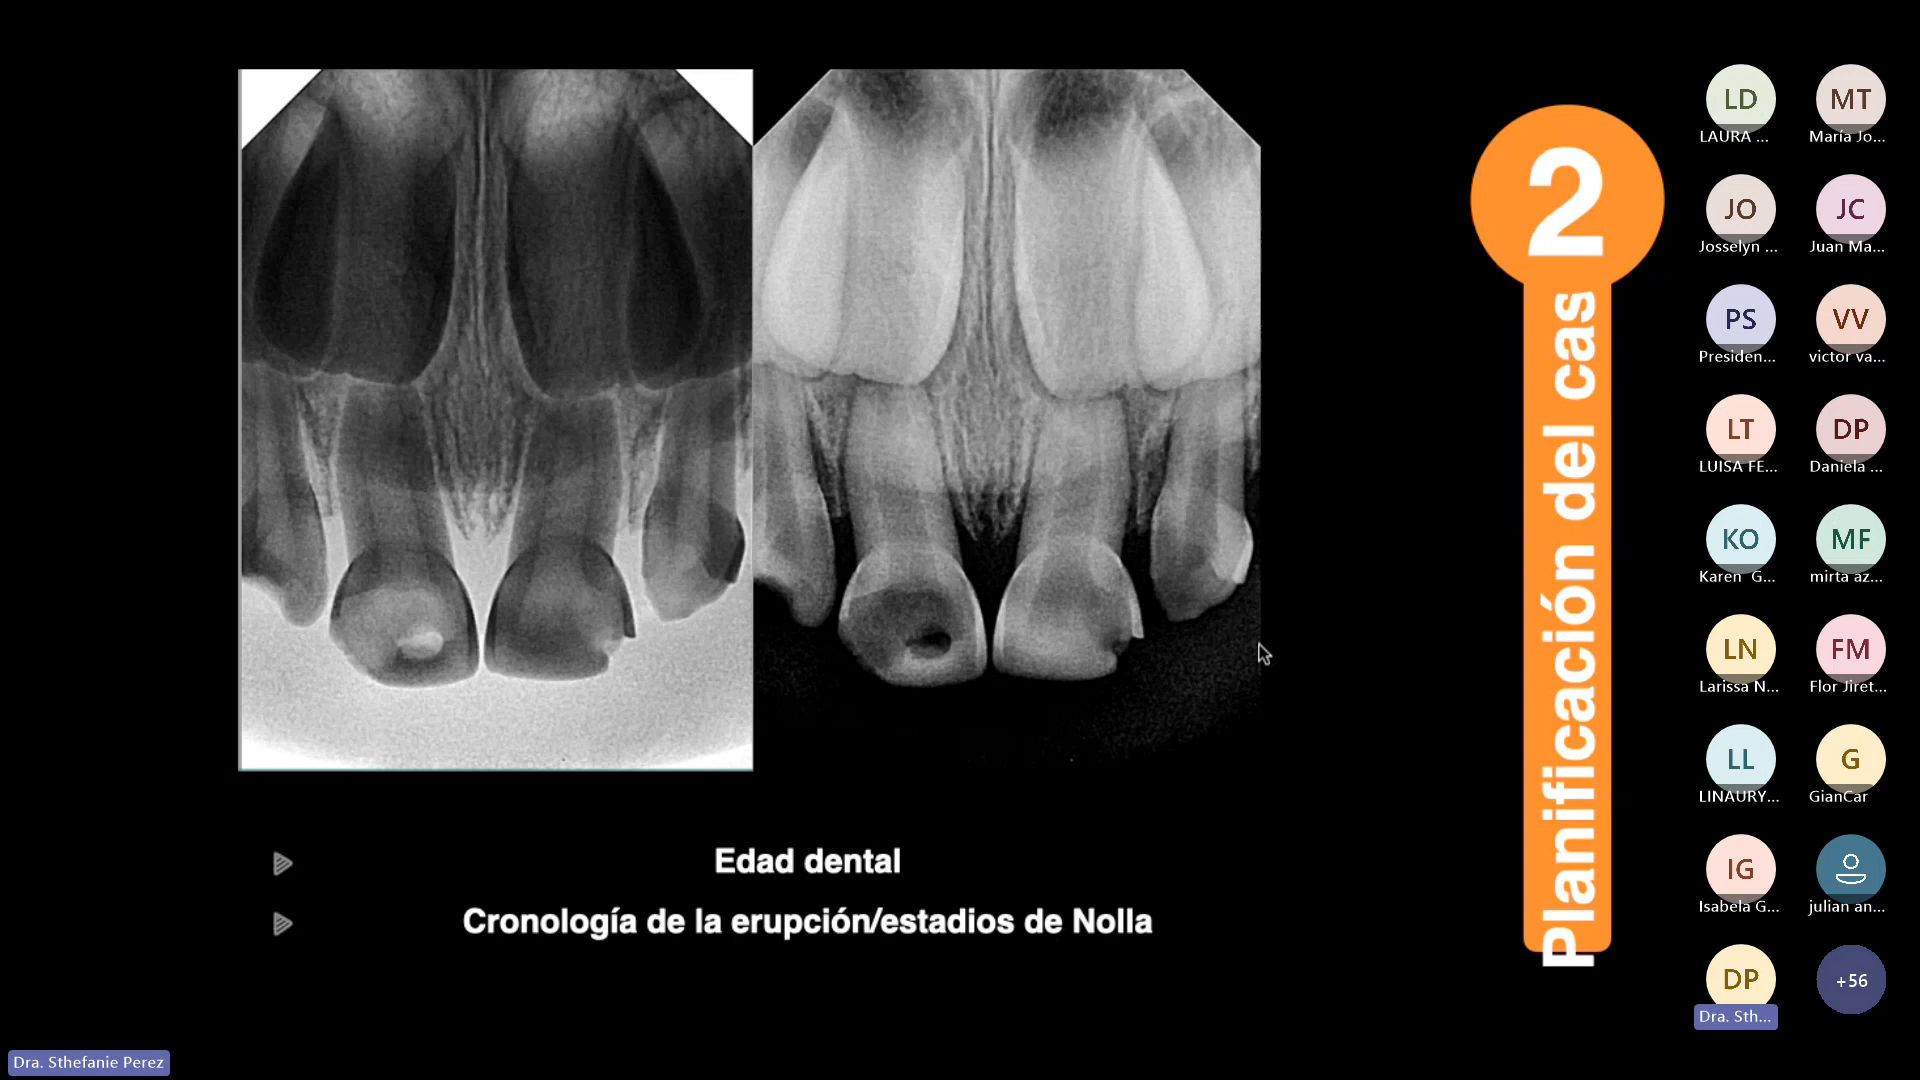 Edad dental
Cronología de la erupción/estadios de Nolla
2
Planificación del cas
LD
LAURA ...
MT
María Jo...
JO
Josselyn ...
JC
Juan Ma...
PS
Presiden...
VV
victor va...
LT
LUISA FE...
DP
Daniela ...
KO
Karen G...
MF
mirta az...
LN
Larissa N...
FM
Flor Jiret...
LL
LINAURY...
G
GianCar
IG
Isabela G...
julian an...
DP
Dra. Sth...
+56
Dra. Sthefanie Perez